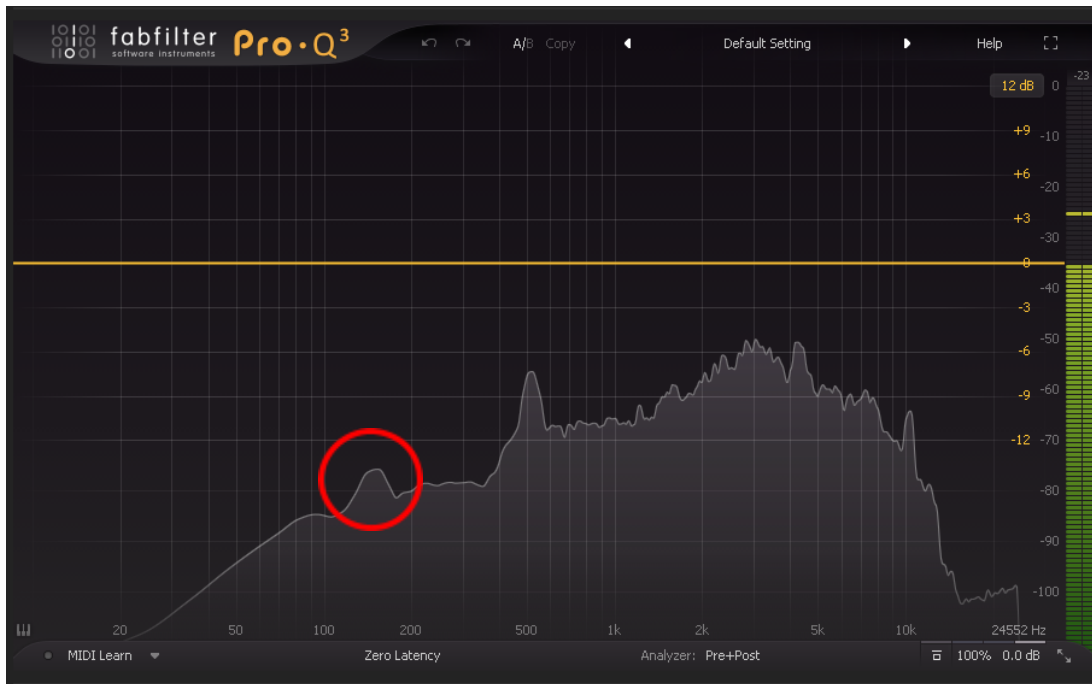 fabfilter
software instruments
Pro·Q³
A/B Copy
Default Setting
Help
12 dB 0 -23
+9 -10
+6 -20
+3 -30
0 -40
-3
-6 -50
-9 -60
-12 -70
-80
-90
-100
20 50 100 200 500 1k 2k 5k 10k 24552 Hz
MIDI Learn Zero Latency Analyzer: Pre+Post 100% 0.0 dB